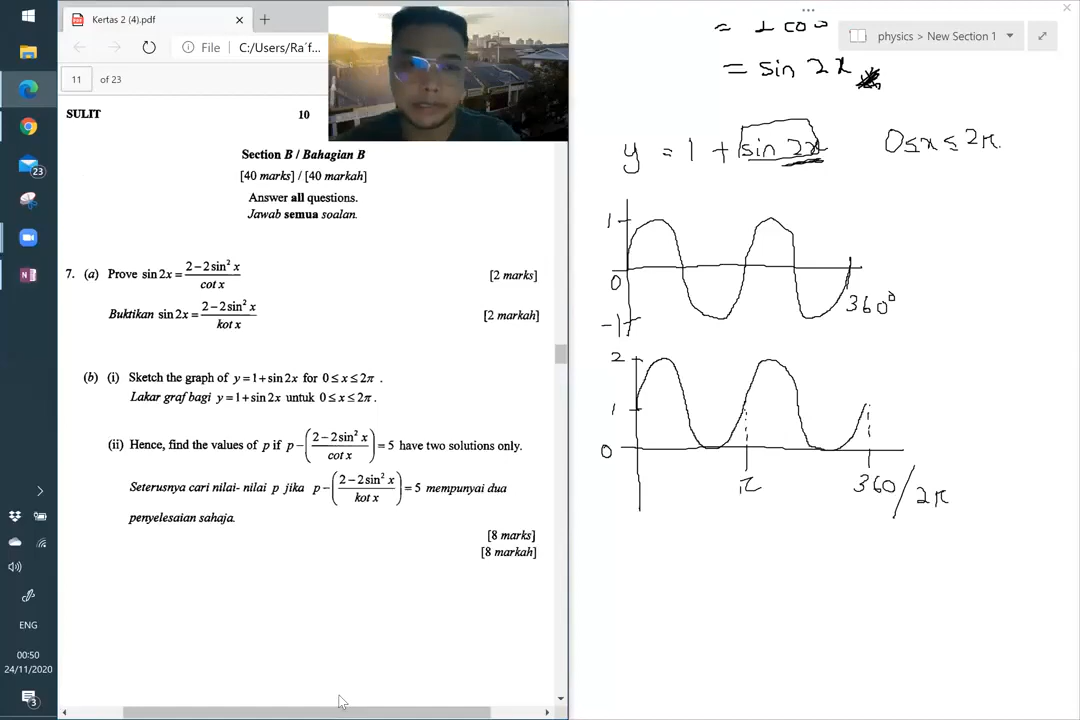 Kertas 2 (4).pdf
File C:/Users/Ra´f...
11 of 23
SULIT 10
Section B / Bahagian B
[40 marks] / [40 markah]
Answer all questions.
Jawab semua soalan.
7. (a) Prove sin 2x = (2 − 2sin² x)/(cot x) [2 marks]
Buktikan sin 2x = (2 − 2sin² x)/(kot x) [2 markah]
(b) (i) Sketch the graph of y = 1 + sin 2x for 0 ≤ x ≤ 2π .
Lakar graf bagi y = 1 + sin 2x untuk 0 ≤ x ≤ 2π .
(ii) Hence, find the values of p if p − ((2 − 2sin² x)/(cot x)) = 5 have two solutions only.
Seterusnya cari nilai- nilai p jika p − ((2 − 2sin² x)/(kot x)) = 5 mempunyai dua
penyelesaian sahaja.
[8 marks]
[8 markah]
physics > New Section 1
= sin 2x
y = 1 + sin 2x 0 ≤ x ≤ 2π
1
0
360°
-1
2
1
0
π
360/2π
23
ENG
00:50
24/11/2020
3